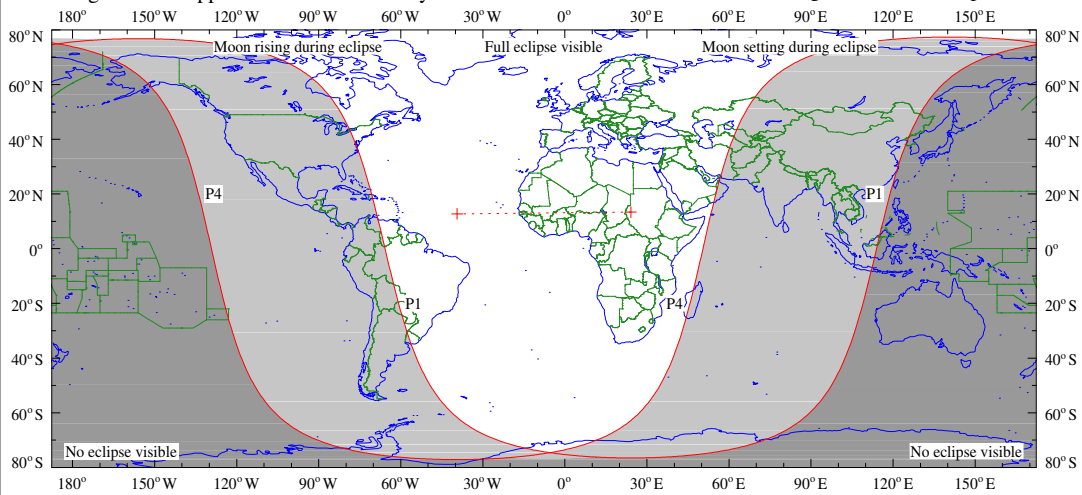 180° 150° W 120° W 90° W 60° W 30° W 0° 30° E 60° E 90° E 120° E 150° E
80° N 80° N
Moon rising during eclipse Full eclipse visible Moon setting during eclipse
60° N 60° N
40° N 40° N
20° N P4 P1 20° N
0° 0°
20° S P1 P4 20° S
40° S 40° S
60° S 60° S
No eclipse visible No eclipse visible
80° S 80° S
180° 150° W 120° W 90° W 60° W 30° W 0° 30° E 60° E 90° E 120° E 150° E